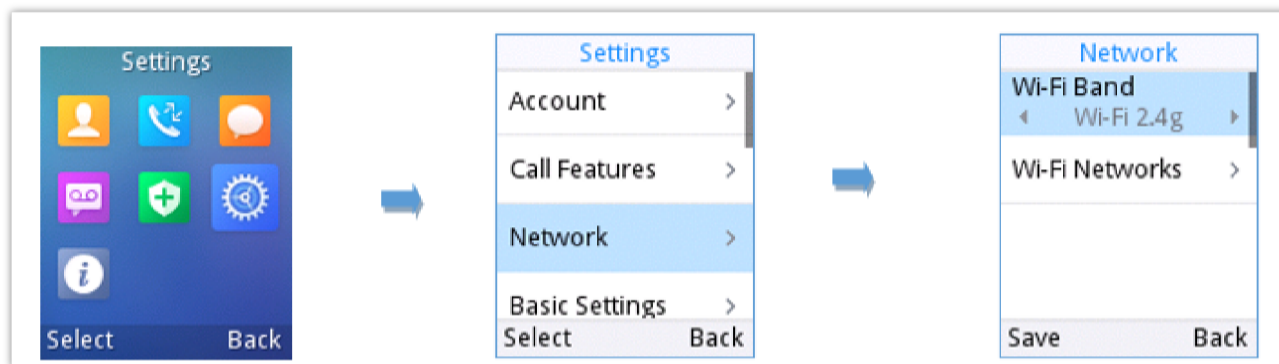 Settings
Select Back
Settings
Account
Call Features
Network
Basic Settings
Select Back
Network
Wi-Fi Band
Wi-Fi 2.4g
Wi-Fi Networks
Save Back